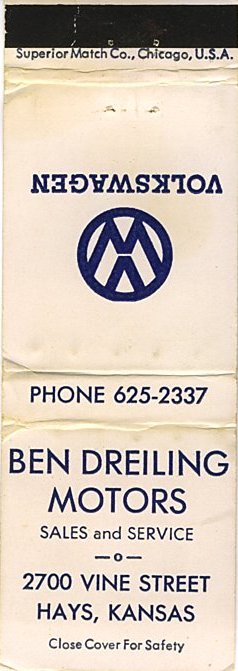 Superior Match Co., Chicago, U.S.A.
VOLKSWAGEN
PHONE 625-2337
BEN DREILING
MOTORS
SALES and SERVICE
—o—
2700 VINE STREET
HAYS, KANSAS
Close Cover For Safety